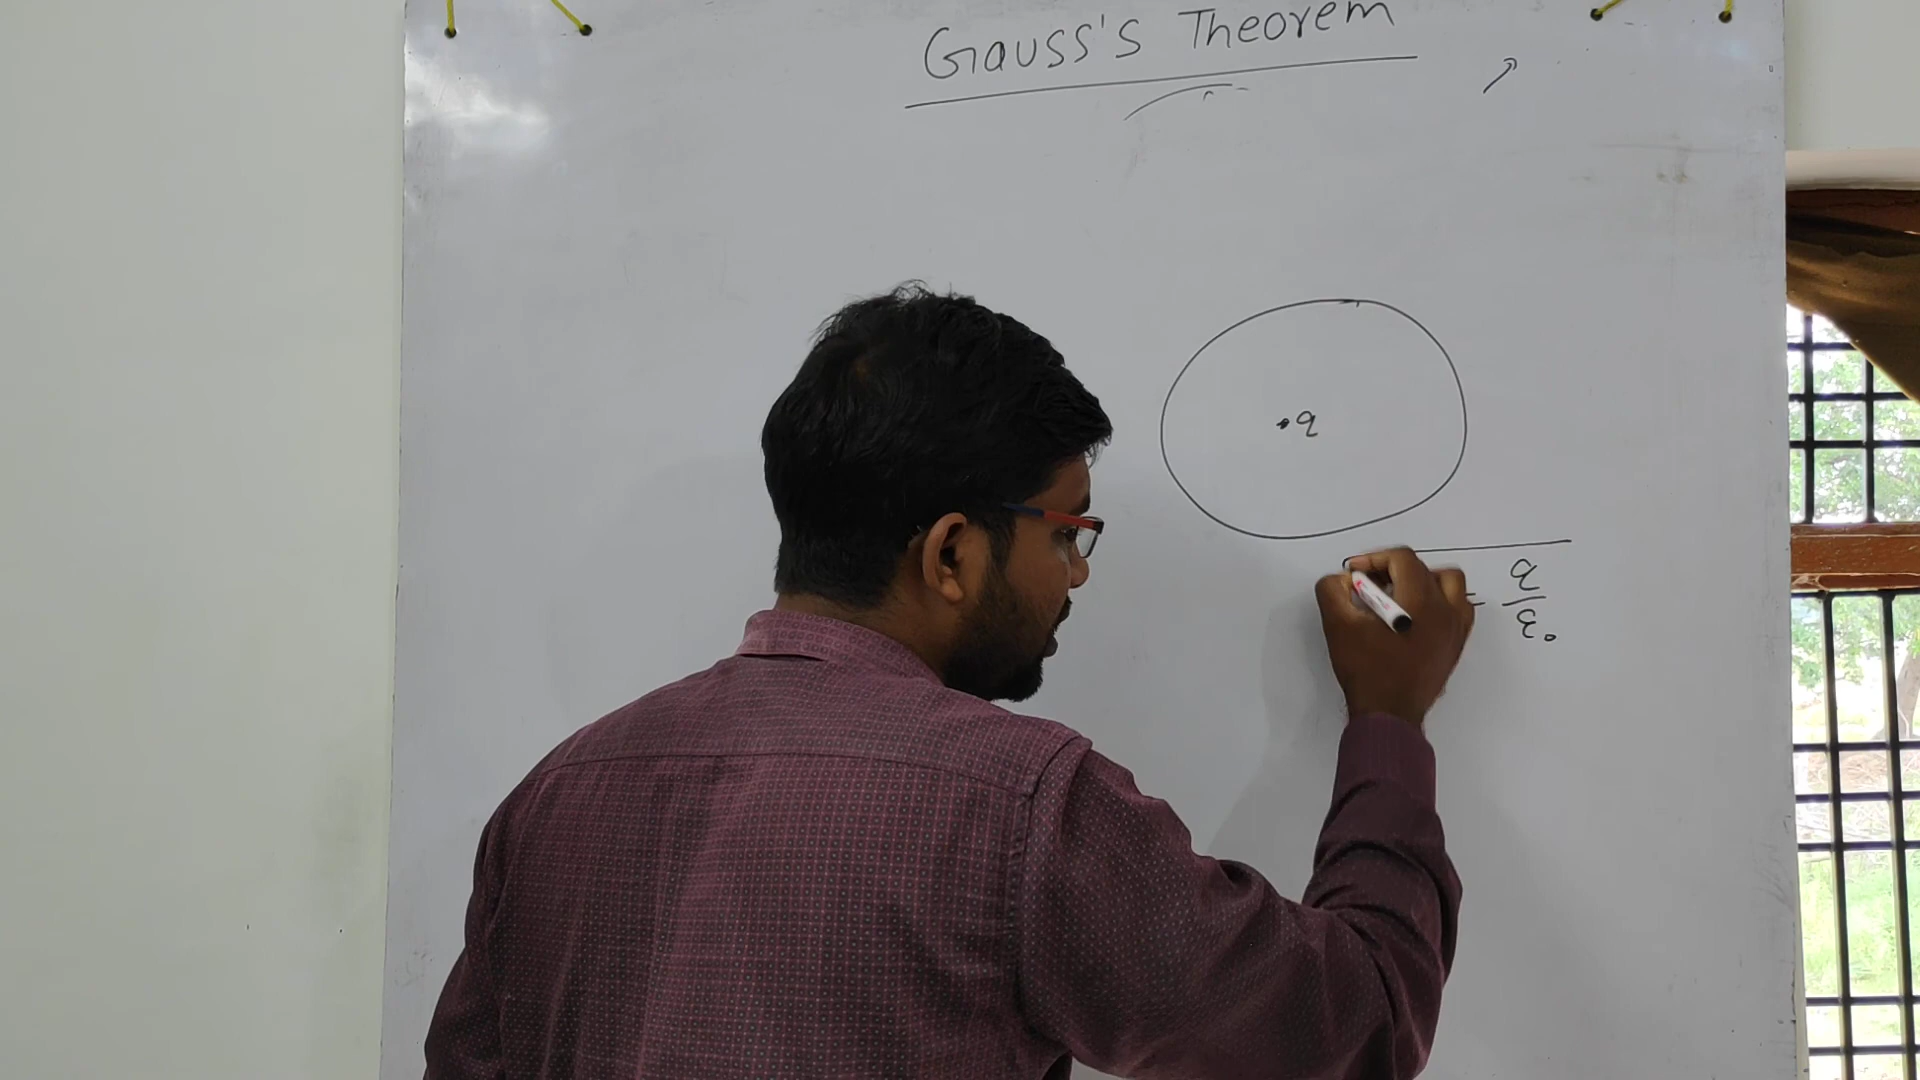 Gauss's Theorem
q
= q/ε₀